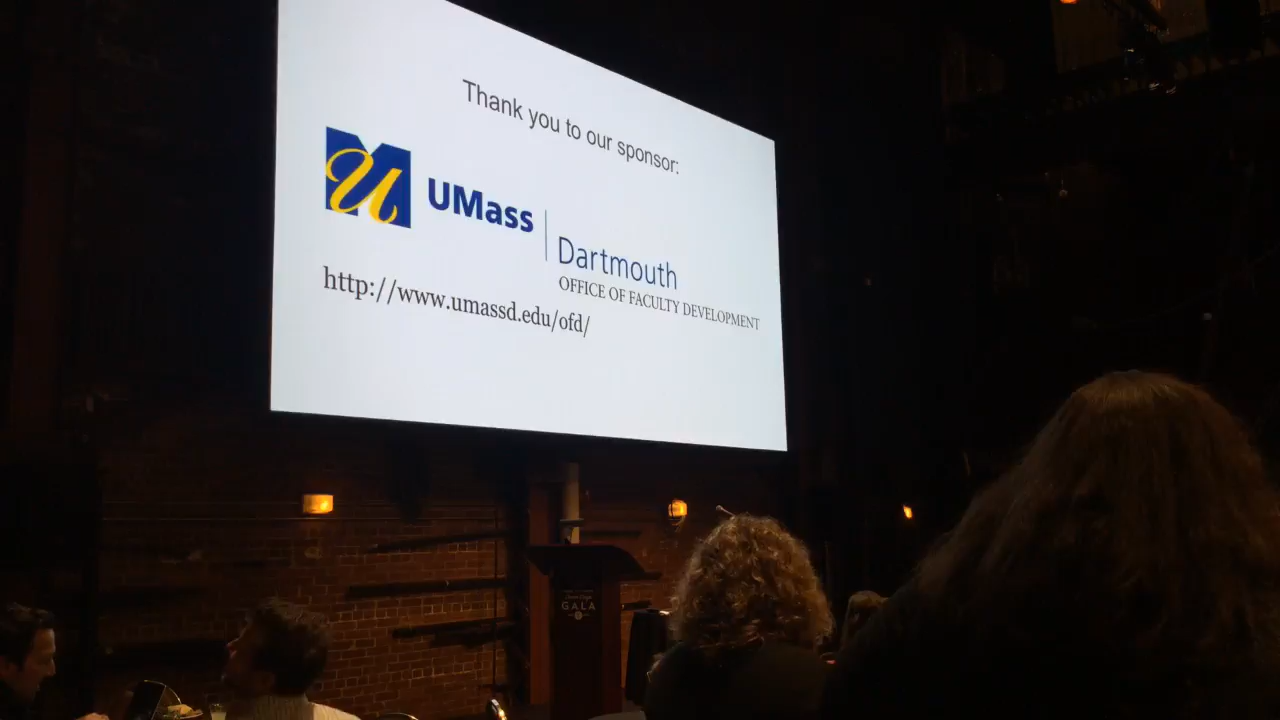 Thank you to our sponsor:
UMass
Dartmouth
OFFICE OF FACULTY DEVELOPMENT
http://www.umassd.edu/ofd/
GALA